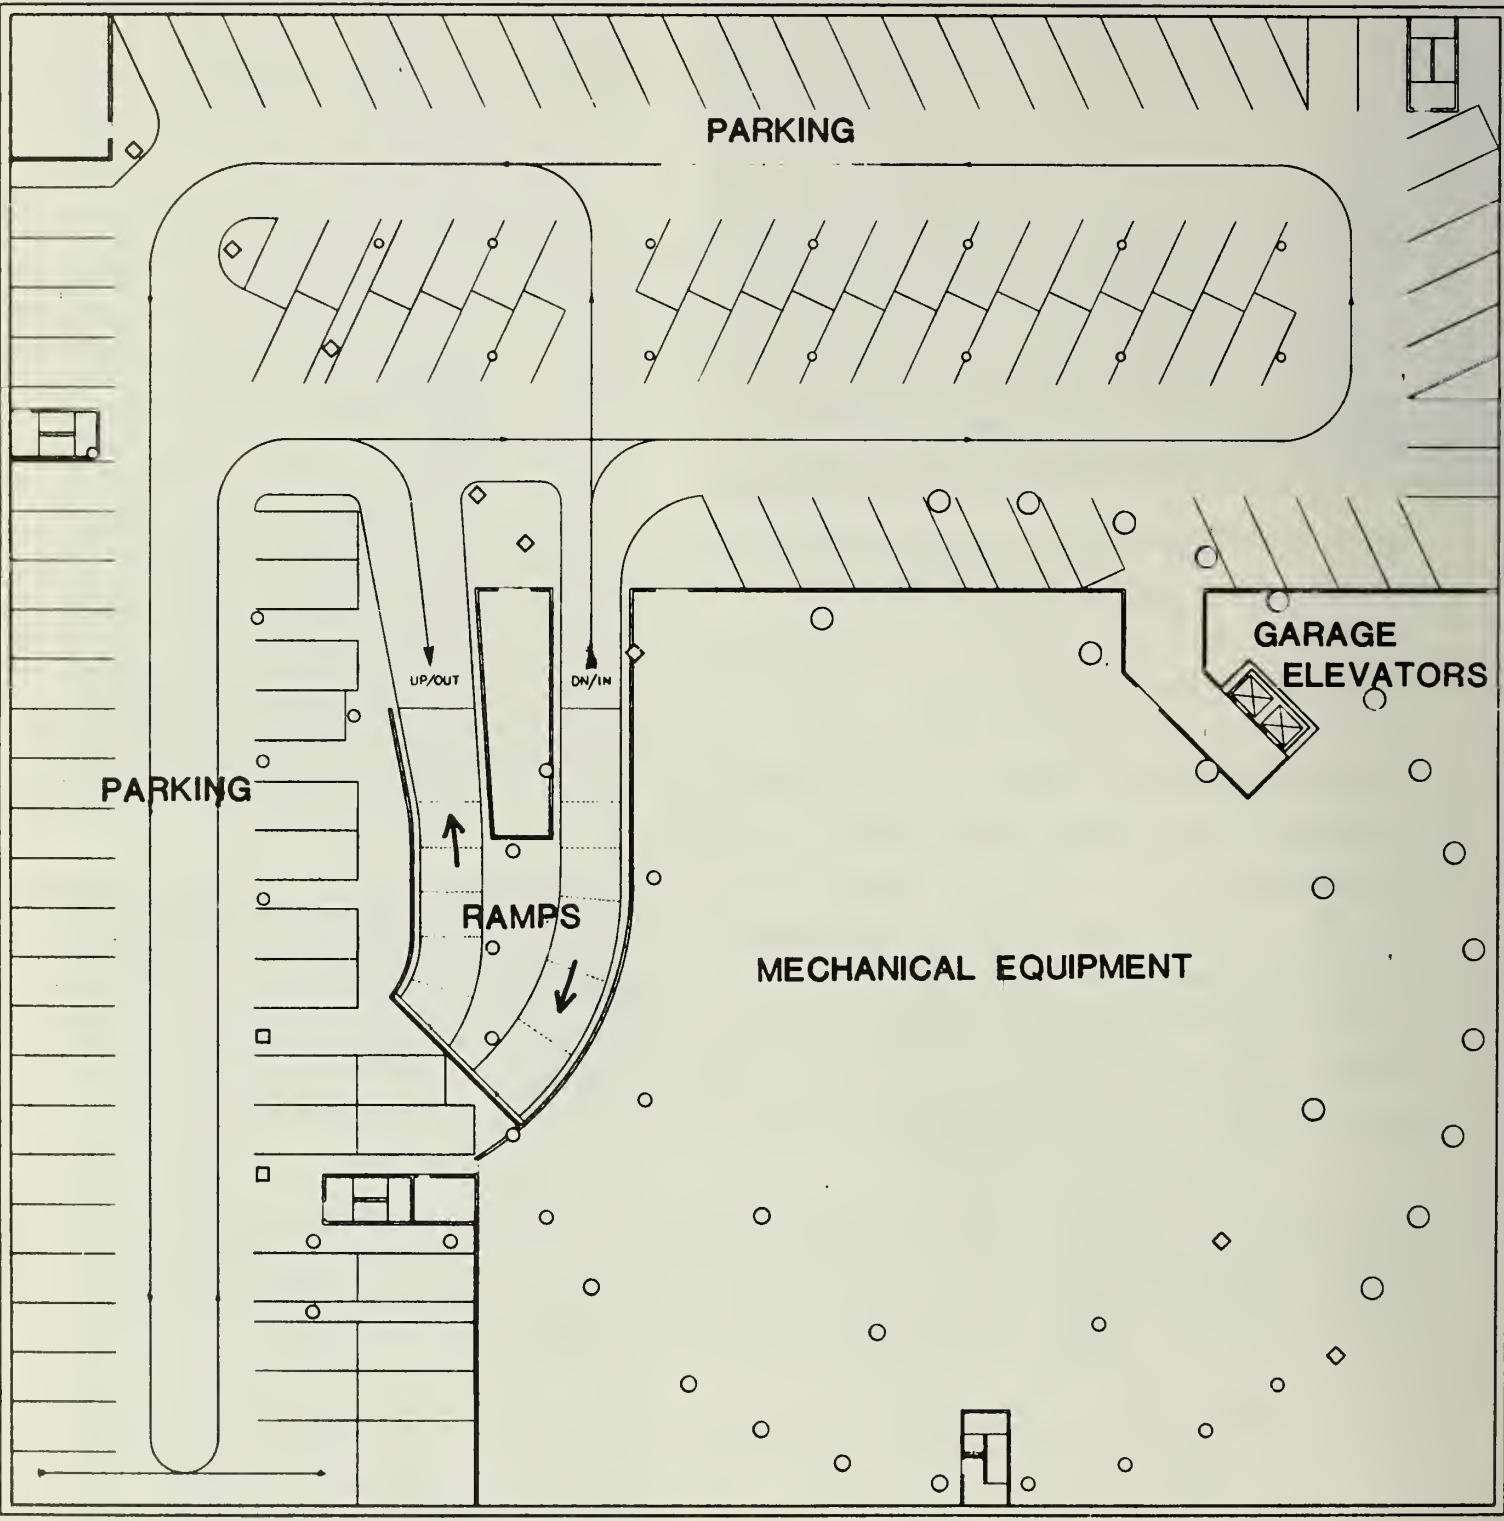 PARKING
UP/OUT
DN/IN
GARAGE
ELEVATORS
PARKING
RAMPS
MECHANICAL EQUIPMENT